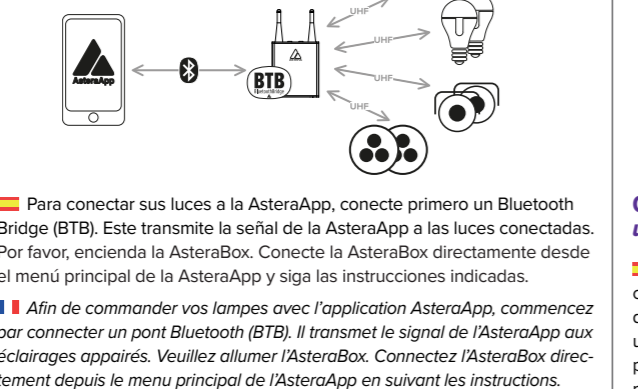 UHF
UHF
AsteraApp
BTB
BluetoothBridge
UHF
UHF
Para conectar sus luces a la AsteraApp, conecte primero un Bluetooth
Bridge (BTB). Este transmite la señal de la AsteraApp a las luces conectadas.
Por favor, encienda la AsteraBox. Conecte la AsteraBox directamente desde
el menú principal de la AsteraApp y siga las instrucciones indicadas.
Afin de commander vos lampes avec l'application AsteraApp, commencez
par connecter un pont Bluetooth (BTB). Il transmet le signal de l'AsteraApp aux
éclairages appairés. Veuillez allumer l'AsteraBox. Connectez l'AsteraBox direc-
tement depuis le menu principal de l'AsteraApp en suivant les instructions.